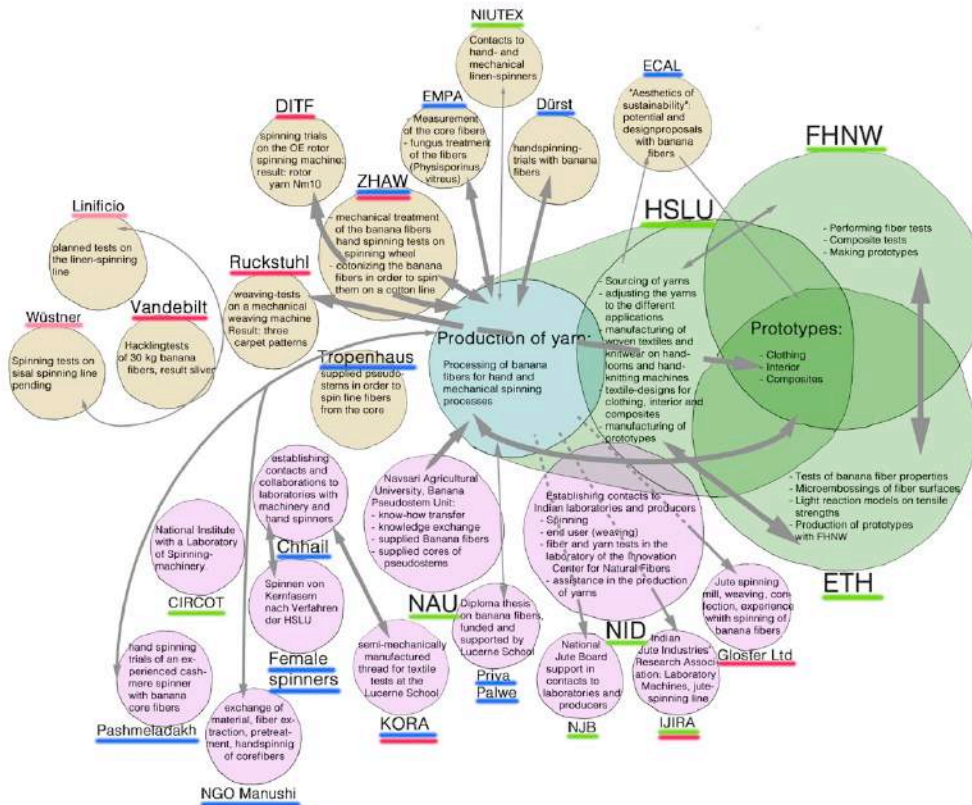 NIUTEX
Contacts to
hand- and
mechanical
linen-spinners
ECAL
"Aesthetics of
sustainability":
potential and
designproposals
with banana
fibers
DITF
spinning trials
on the OE rotor
spinning machine:
result: rotor
yarn Nm10
EMPA
- Measurement
of the core fibers
- fungus treatment
of the fibers
(Physisporinus
vitreus)
Dürst
handspinning-
trials with banana
fibers
FHNW
- Performing fiber tests
- Composite tests
- Making prototypes
ZHAW
- mechanical treatment
of the banana fibers
hand spinning tests on
a spinning wheel
- cotonizing the banana
fibers in order to spin
them on a cotton line
HSLU
- Sourcing of yarns
- adjusting the yarns
to the different
applications
- manufacturing of
woven textiles and
knitwear on hand-
looms and hand-
knitting machines
- textile-designs for
clothing, interior and
composites
- manufacturing of
prototypes
Linificio
planned tests on
the linen-spinning
line
Ruckstuhl
weaving-tests
on a mechanical
weaving machine
Result: three
carpet patterns
Wüstner
Spinning tests on
sisal spinning line
pending
Vandebilt
Hacklingtests
of 30 kg banana
fibers, result sliver
Production of yarn:
Processing of banana
fibers for hand and
mechanical spinning
processes
Prototypes:
- Clothing
- Interior
- Composites
Tropenhaus
supplied pseudo-
stems in order to
spin fine fibers
from the core
- Tests of banana fiber properties
- Microembossings of fiber surfaces
- Light reaction models on tensile
strengths
- Production of prototypes
with FHNW
ETH
establishing
contacts and
collaborations to
laboratories with
machinery and
hand spinners
Chhail
Navsari Agricultural
University, Banana
Pseudostem Unit:
- know-how transfer
- knowledge exchange
- supplied Banana fibers
- supplied cores of
pseudostems
NAU
Establishing contacts to
Indian laboratories and producers
- Spinning
- end user (weaving)
- fiber and yarn tests in the
laboratory of the Innovation
Center for Natural Fibers
- assistance in the production
of yarns
NID
National Institute
with a Laboratory
of Spinning-
machinery.
CIRCOT
Spinnen von
Kernfasern
nach Verfahren
der HSLU
Female
spinners
Diploma thesis
on banana fibers,
funded and
supported by
Lucerne School
Priya
Palwe
Jute spinning
mill, weaving, con-
fection, experience
whith spinning of
banana fibers
Gloster Ltd
hand spinning
trials of an ex-
perienced cash-
mere spinner
with banana
core fibers
Pashmeladakh
semi-mechanically
manufactured
thread for textile
tests at the
Lucerne School
KORA
National
Jute Board
support in
contacts to
laboratories and
producers
NJB
Indian
Jute Industries'
Research Associa-
tion: Laboratory
Machines, jute-
spinning line
IJIRA
exchange of
material, fiber ex-
traction, pretreat-
ment, handspinnig
of corefibers
NGO Manushi